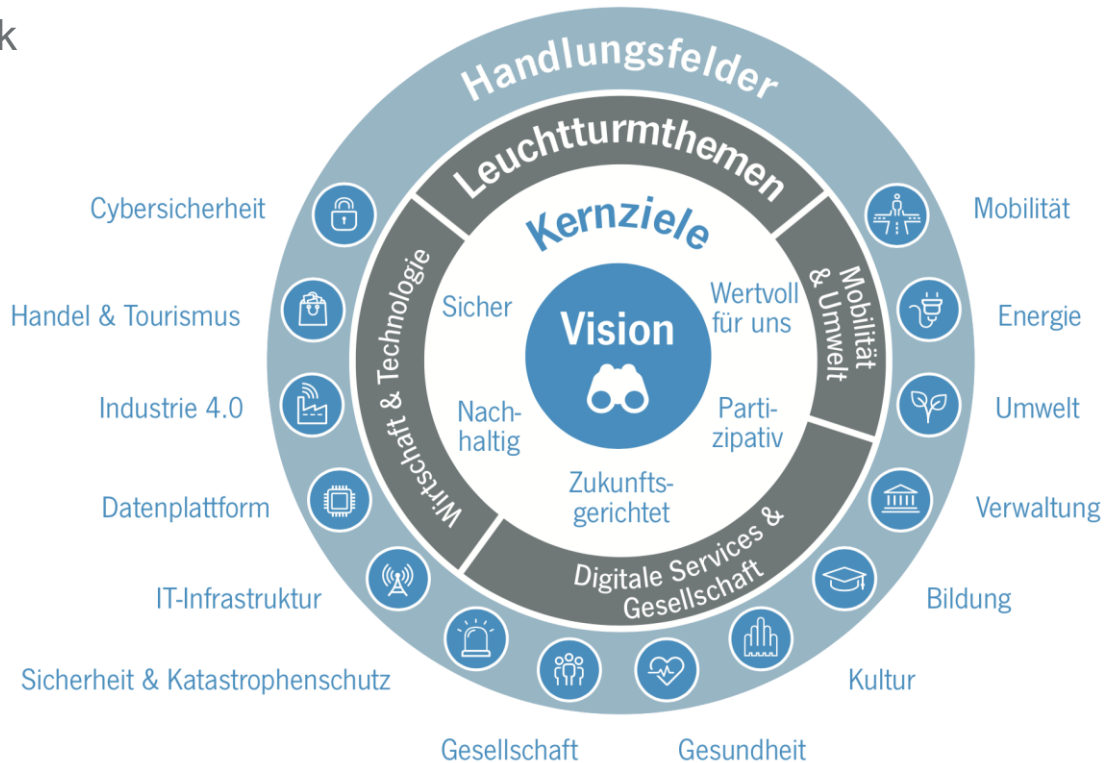 k
Handlungsfelder
Leuchtturmthemen
Kernziele
Vision
Sicher
Wertvoll
für uns
Nach-
haltig
Parti-
zipativ
Zukunfts-
gerichtet
Wirtschaft & Technologie
Mobilität
& Umwelt
Digitale Services &
Gesellschaft
Cybersicherheit
Handel & Tourismus
Industrie 4.0
Datenplattform
IT-Infrastruktur
Sicherheit & Katastrophenschutz
Gesellschaft
Gesundheit
Kultur
Bildung
Verwaltung
Umwelt
Energie
Mobilität